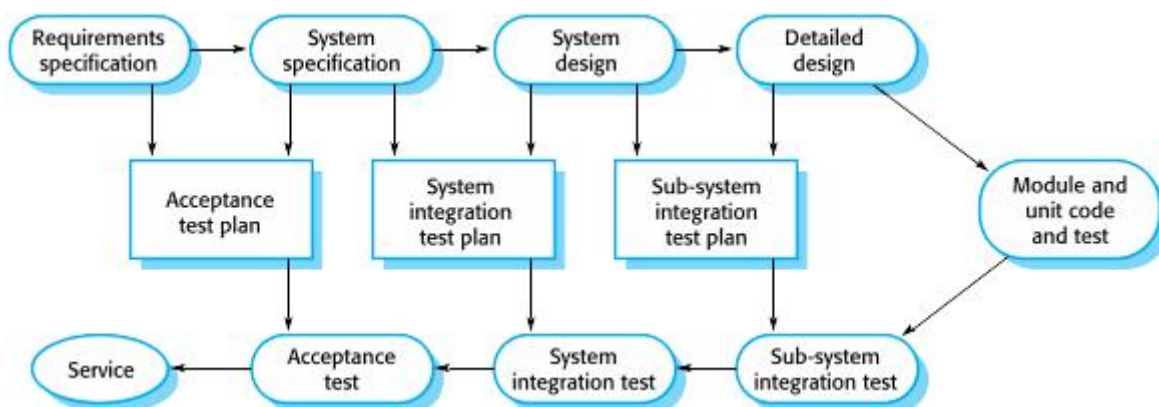 Requirements
specification
System
specification
System
design
Detailed
design
Acceptance
test plan
System
integration
test plan
Sub-system
integration
test plan
Module and
unit code
and test
Service
Acceptance
test
System
integration test
Sub-system
integration test